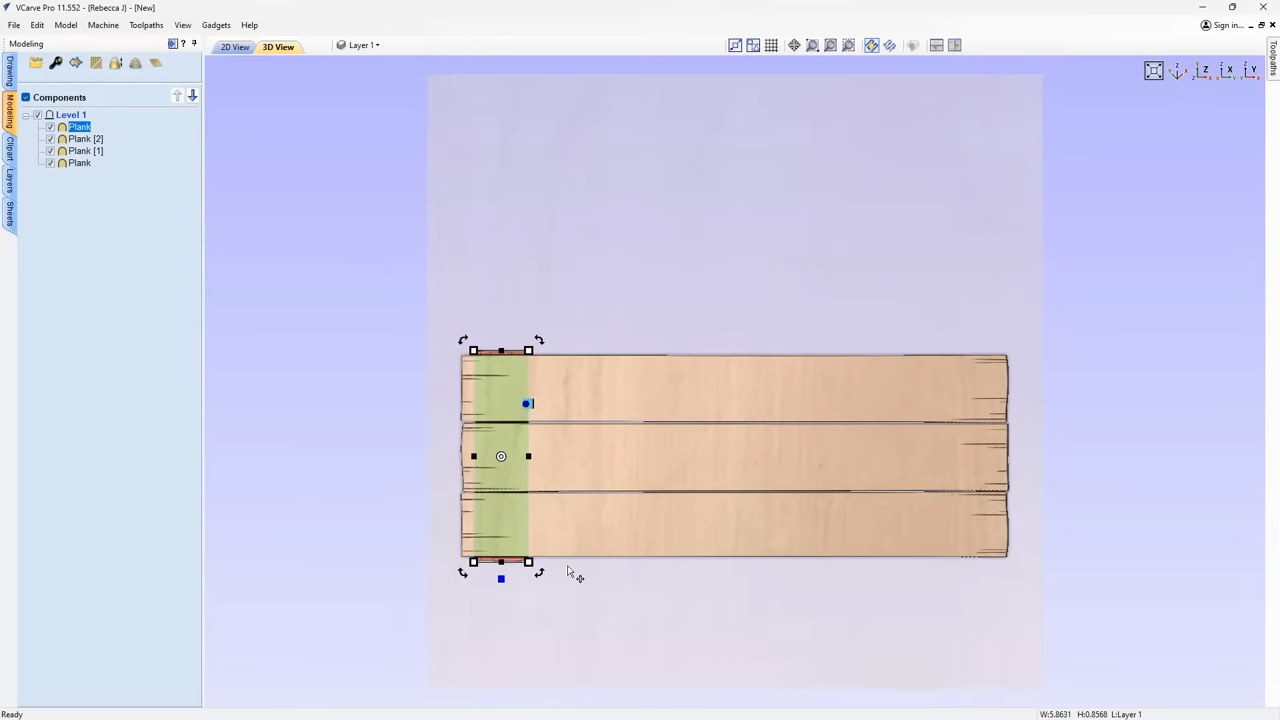 VCarve Pro 11.552 - (Rebecca J) - [New]
File Edit Model Machine Toolpaths View Gadgets Help
Sign in...
Modeling
?
2D View 3D View Layer 1
Drawing
Modeling
Clipart
Layers
Sheets
Toolpaths
Z Z X Y
Components
Level 1
Plank
Plank [2]
Plank [1]
Plank
Ready
W:5.8631 H:0.8568 L:Layer 1